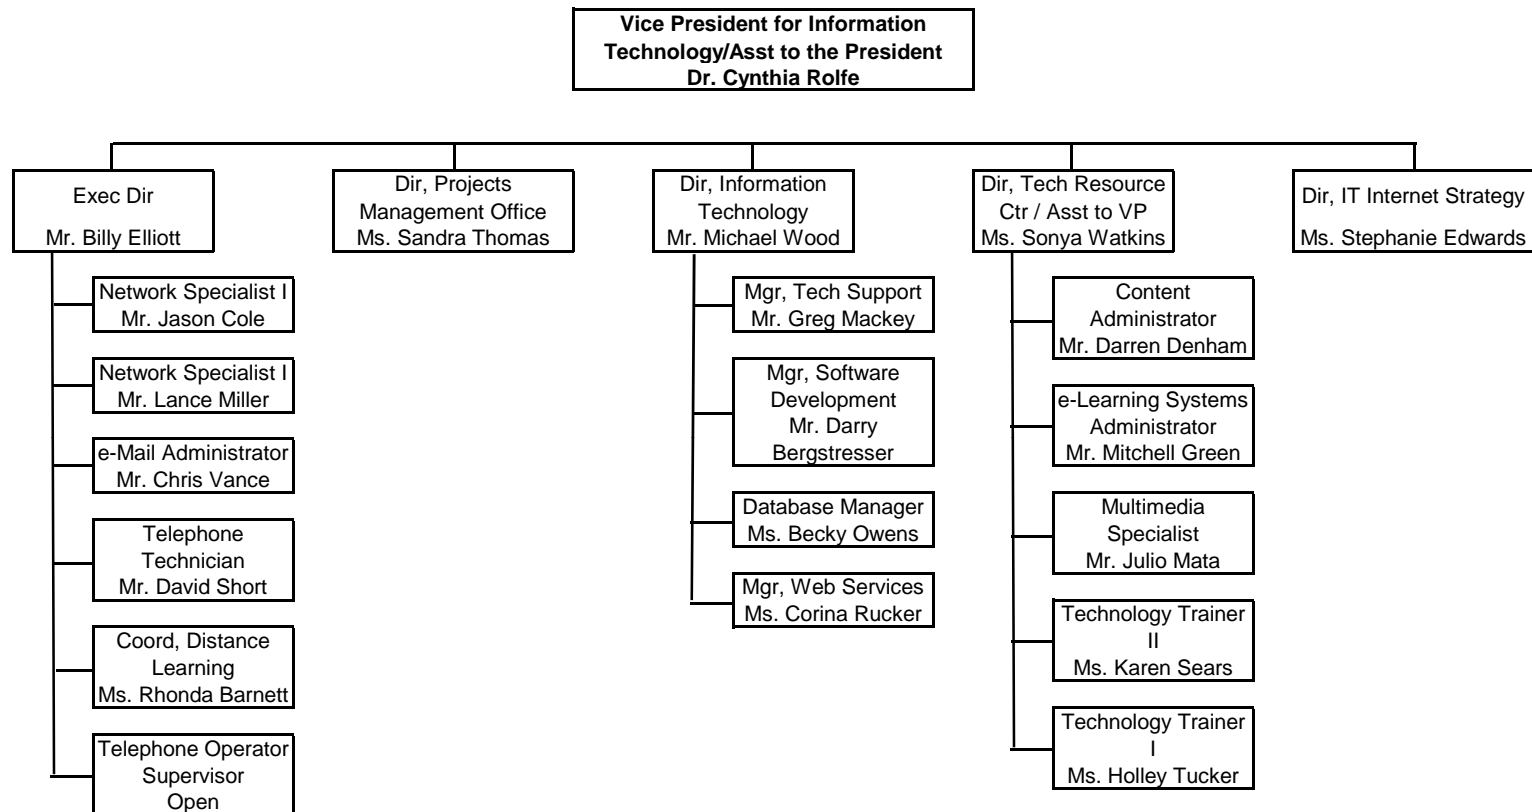 Vice President for Information
Technology/Asst to the President
Dr. Cynthia Rolfe
Exec Dir
Mr. Billy Elliott
Dir, Projects
Management Office
Ms. Sandra Thomas
Dir, Information
Technology
Mr. Michael Wood
Dir, Tech Resource
Ctr / Asst to VP
Ms. Sonya Watkins
Dir, IT Internet Strategy
Ms. Stephanie Edwards
Network Specialist I
Mr. Jason Cole
Network Specialist I
Mr. Lance Miller
e-Mail Administrator
Mr. Chris Vance
Telephone
Technician
Mr. David Short
Coord, Distance
Learning
Ms. Rhonda Barnett
Telephone Operator
Supervisor
Open
Mgr, Tech Support
Mr. Greg Mackey
Mgr, Software
Development
Mr. Darry
Bergstresser
Database Manager
Ms. Becky Owens
Mgr, Web Services
Ms. Corina Rucker
Content
Administrator
Mr. Darren Denham
e-Learning Systems
Administrator
Mr. Mitchell Green
Multimedia
Specialist
Mr. Julio Mata
Technology Trainer
II
Ms. Karen Sears
Technology Trainer
I
Ms. Holley Tucker